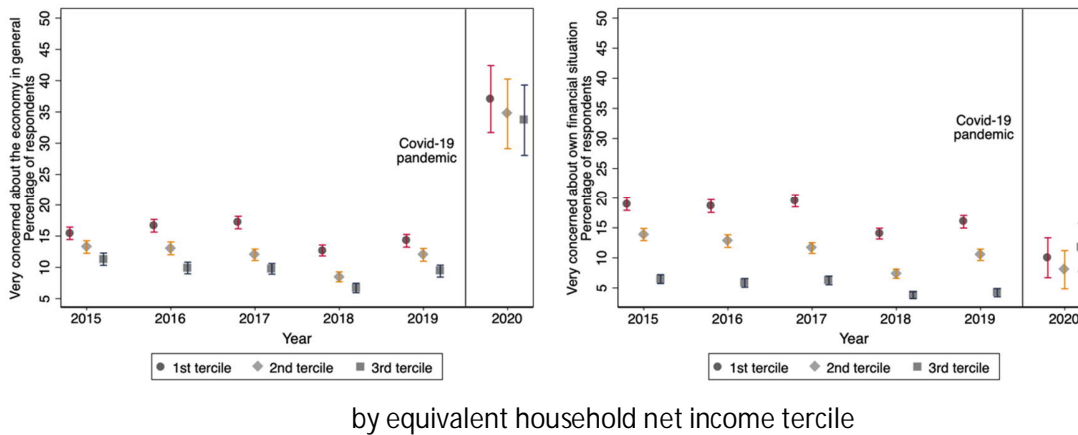 Very concerned about the economy in general
Percentage of respondents
50
45
40
35
30
25
20
15
10
5
Covid-19
pandemic
2015 2016 2017 2018 2019 2020
Year
1st tercile 2nd tercile 3rd tercile
Very concerned about own financial situation
Percentage of respondents
50
45
40
35
30
25
20
15
10
5
Covid-19
pandemic
2015 2016 2017 2018 2019 2020
Year
1st tercile 2nd tercile 3rd tercile
by equivalent household net income tercile